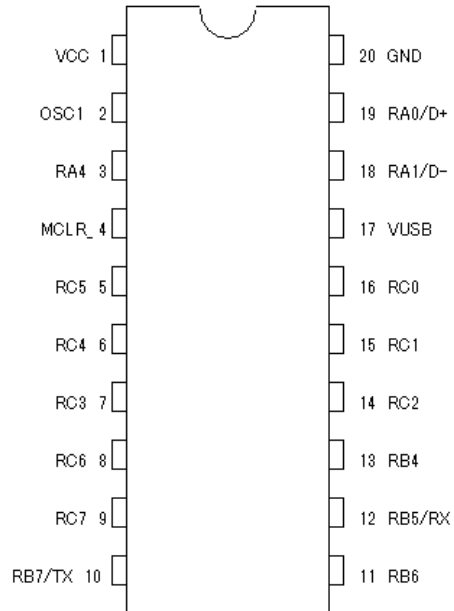 VCC 1 20 GND
OSC1 2 19 RA0/D+
RA4 3 18 RA1/D-
MCLR_ 4 17 VUSB
RC5 5 16 RC0
RC4 6 15 RC1
RC3 7 14 RC2
RC6 8 13 RB4
RC7 9 12 RB5/RX
RB7/TX 10 11 RB6